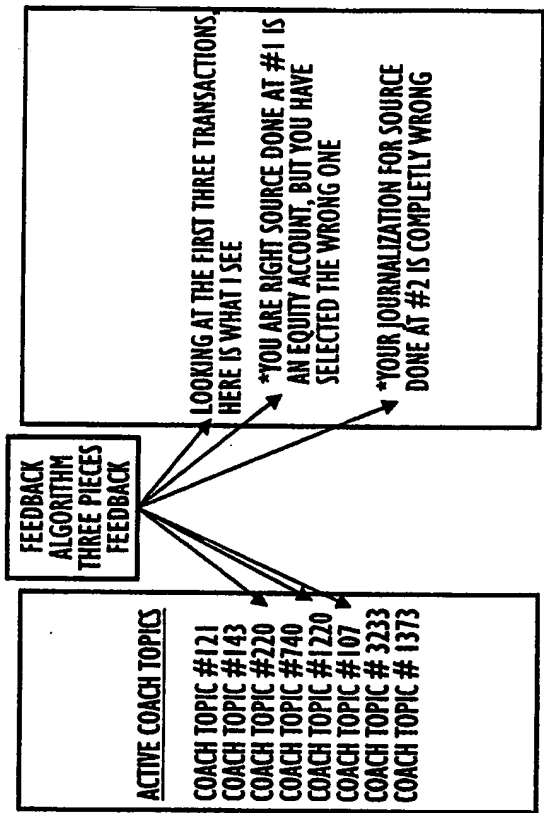 ACTIVE COACH TOPICS
COACH TOPIC #121
COACH TOPIC #143
COACH TOPIC #220
COACH TOPIC #740
COACH TOPIC #1220
COACH TOPIC #107
COACH TOPIC # 3233
COACH TOPIC # 1373
FEEDBACK
ALGORITHM
THREE PIECES
FEEDBACK
LOOKING AT THE FIRST THREE TRANSACTIONS,
HERE IS WHAT I SEE
*YOU ARE RIGHT SOURCE DONE AT #1 IS
AN EQUITY ACCOUNT, BUT YOU HAVE
SELECTED THE WRONG ONE
*YOUR JOURNALIZATION FOR SOURCE
DONE AT #2 IS COMPLETLY WRONG